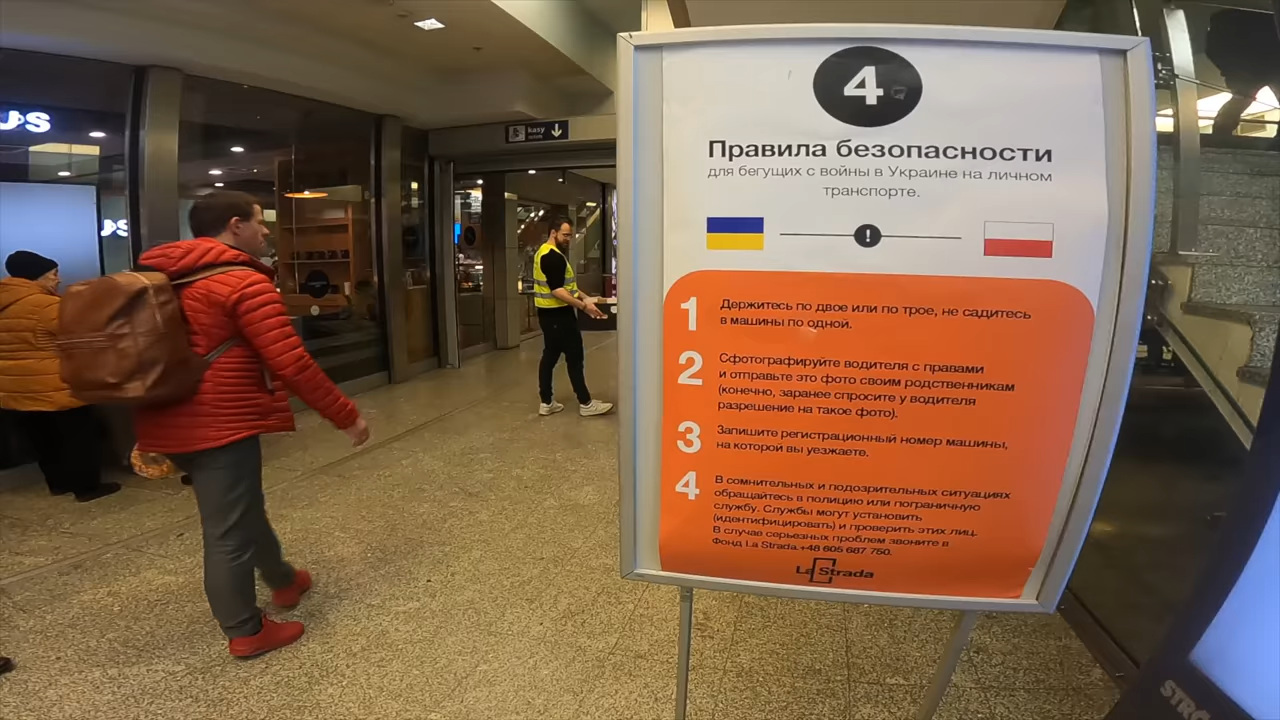 us
us
kasy
4
Правила безопасности
для бегущих с войны в Украине на личном
транспорте.
!
1
Держитесь по двое или по трое, не садитесь
в машины по одной.
2
Сфотографируйте водителя с правами
и отправьте это фото своим родственникам
(конечно, заранее спросите у водителя
разрешение на такое фото).
3
Запишите регистрационный номер машины,
на которой вы уезжаете.
4
В сомнительных и подозрительных ситуациях
обращайтесь в полицию или пограничную
службу. Службы могут установить
(идентифицировать) и проверить этих лиц.
В случае серьезных проблем звоните в
Фонд La Strada.+48 605 687 750.
La Strada